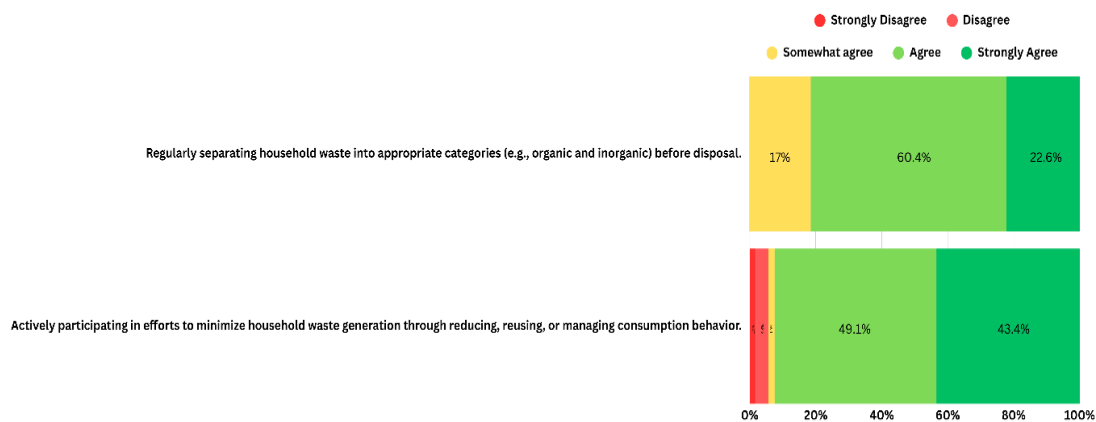 Strongly Disagree Disagree
Somewhat agree Agree Strongly Agree
Regularly separating household waste into appropriate categories (e.g., organic and inorganic) before disposal.
17% 60.4% 22.6%
Actively participating in efforts to minimize household waste generation through reducing, reusing, or managing consumption behavior.
49.1% 43.4%
0% 20% 40% 60% 80% 100%